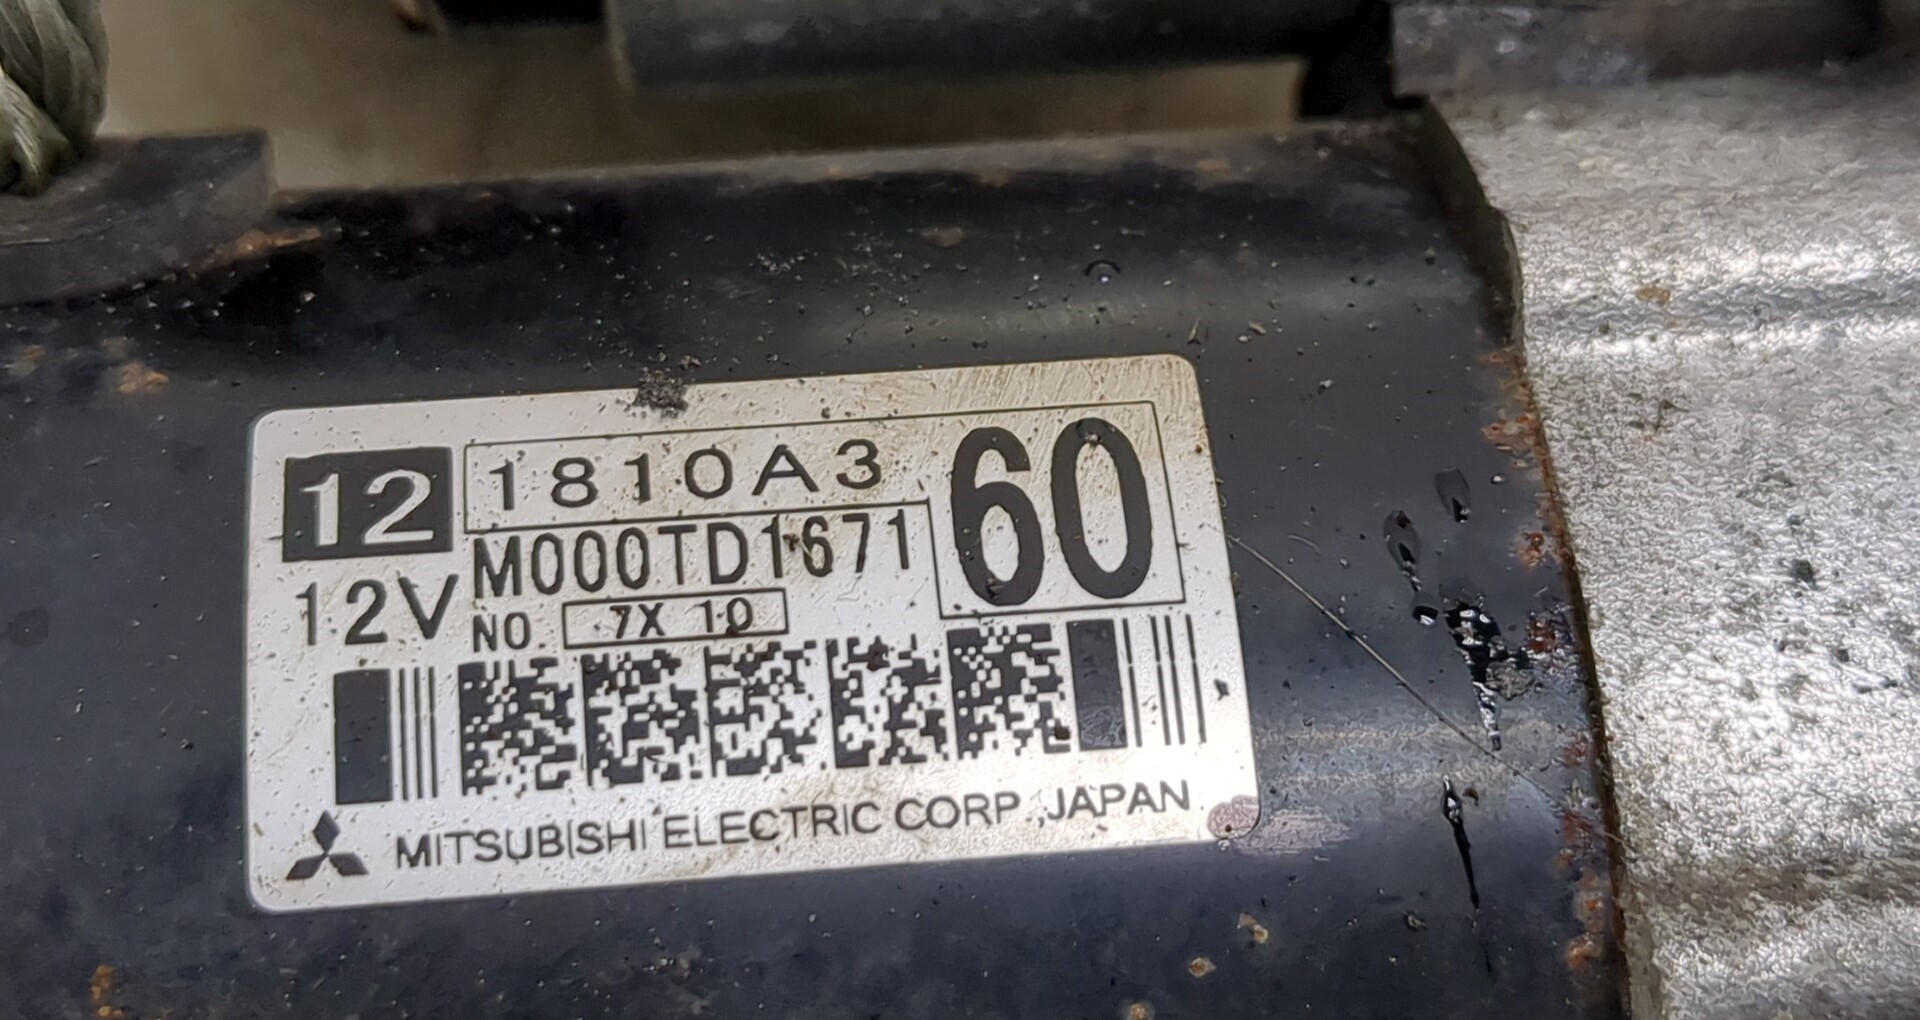 12 1810A3 60
M000TD1671
12V
NO 7X 10
MITSUBISHI ELECTRIC CORP.,JAPAN